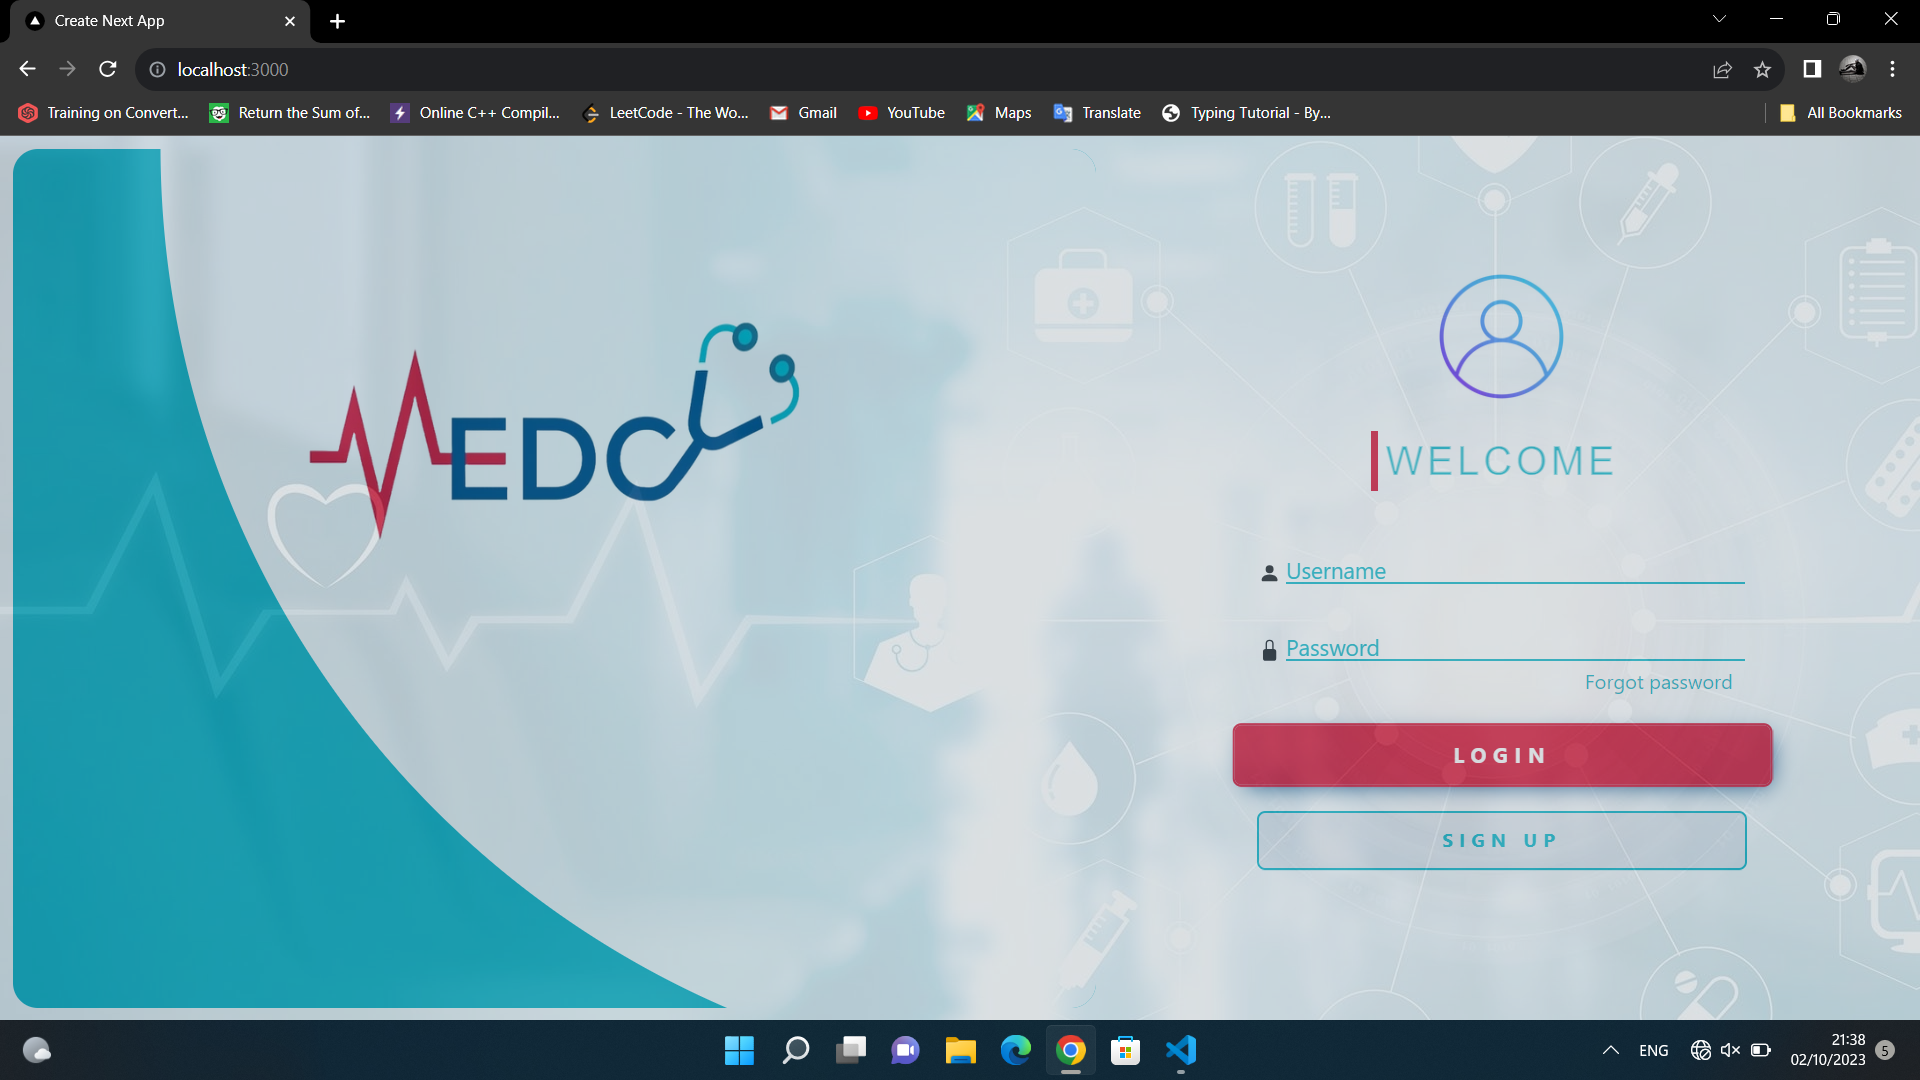 Create Next App
localhost:3000
Training on Convert... Return the Sum of... Online C++ Compil... LeetCode - The Wo... Gmail YouTube Maps Translate Typing Tutorial - By... All Bookmarks
MEDCY
WELCOME
Username
Password
Forgot password
LOGIN
SIGN UP
ENG
21:38
02/10/2023
5